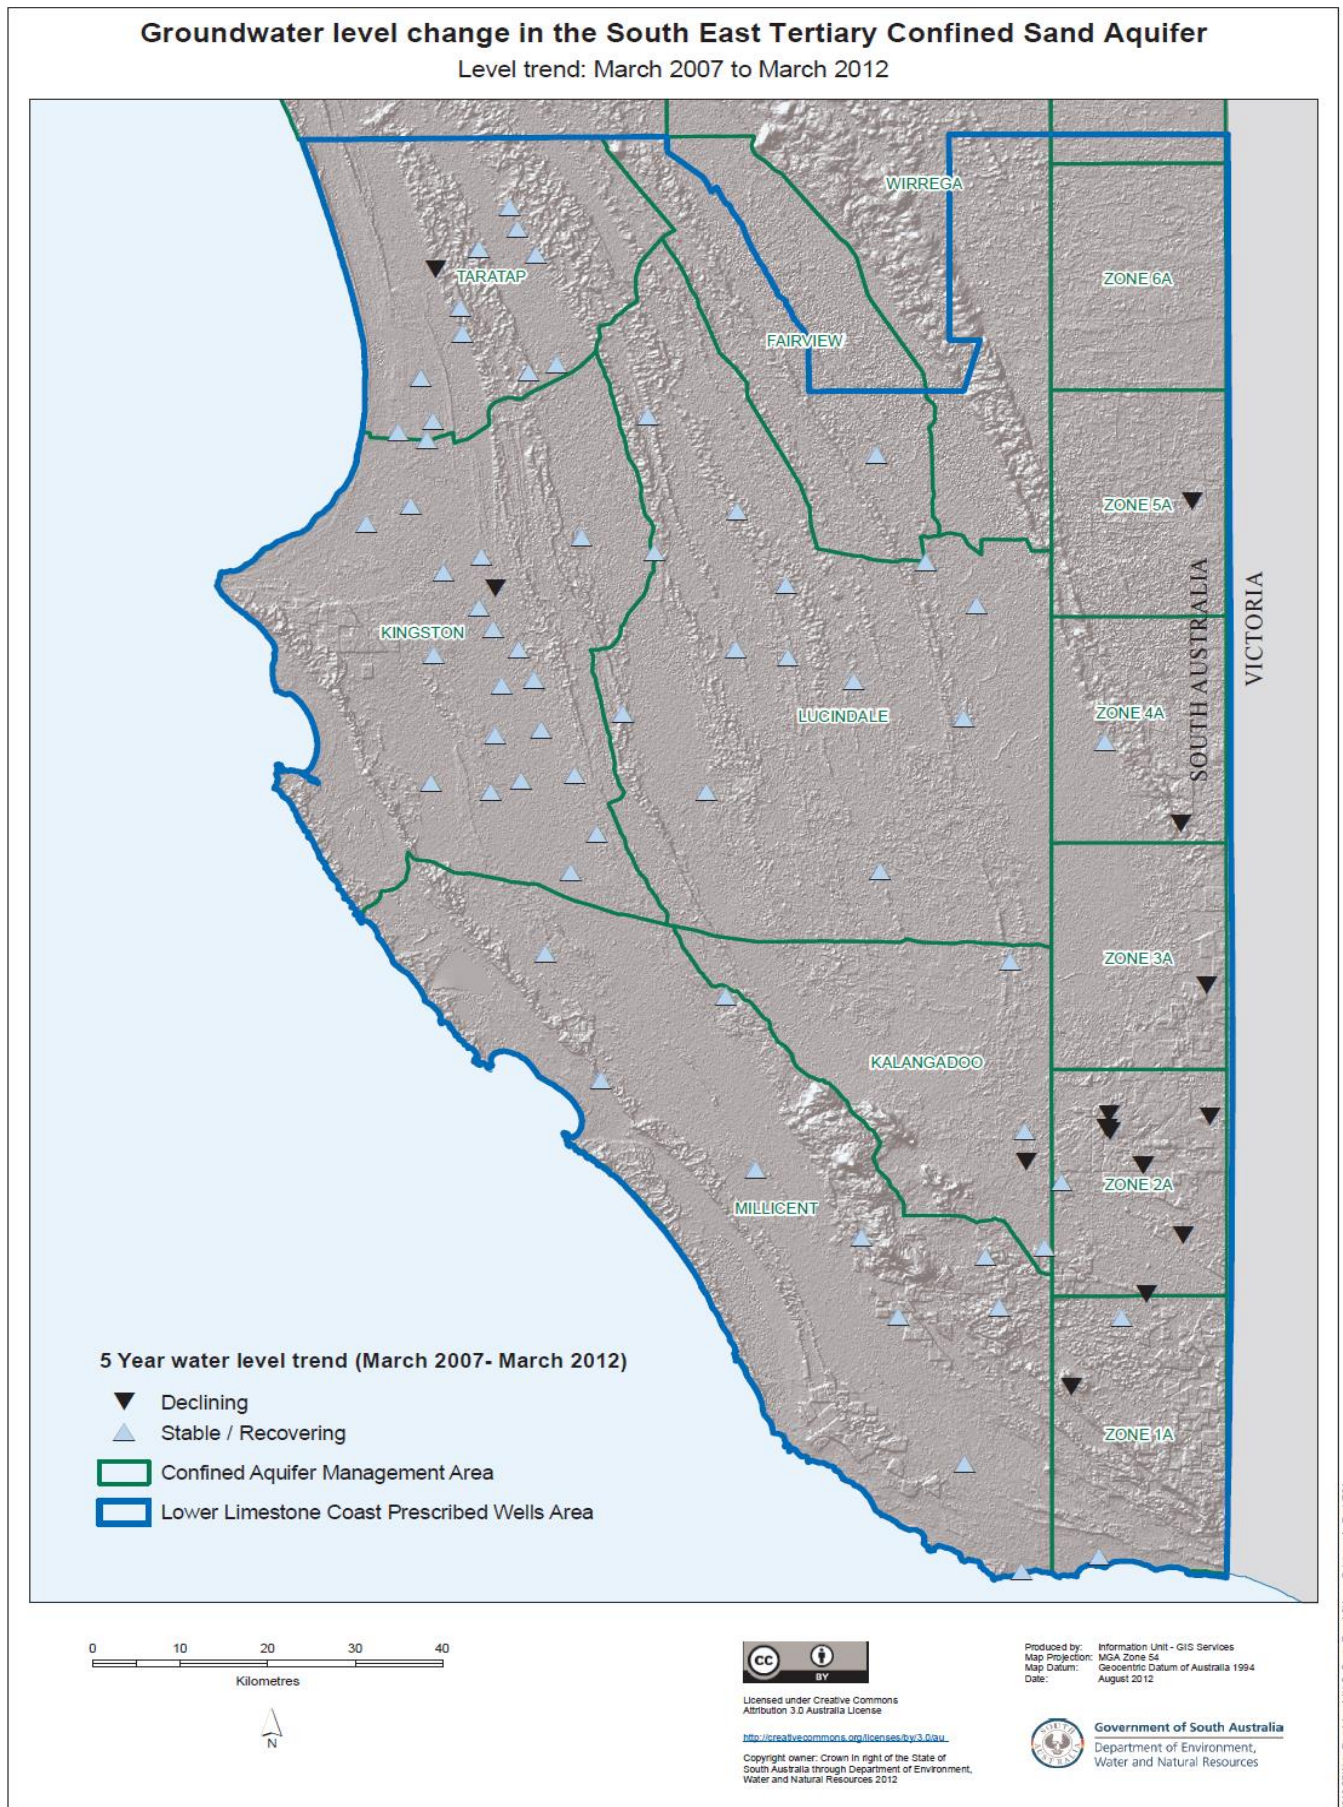 Groundwater level change in the South East Tertiary Confined Sand Aquifer
Level trend: March 2007 to March 2012
WIRREGA
TARATAP
ZONE 6A
FAIRVIEW
ZONE 5A
SOUTH AUSTRALIA
VICTORIA
KINGSTON
LUCINDALE
ZONE 4A
ZONE 3A
KALANGADOO
ZONE 2A
MILLICENT
ZONE 1A
5 Year water level trend (March 2007- March 2012)
Declining
Stable / Recovering
Confined Aquifer Management Area
Lower Limestone Coast Prescribed Wells Area
0 10 20 30 40
Kilometres
N
cc
BY
Licensed under Creative Commons
Attribution 3.0 Australia License
http://creativecommons.org/licenses/by/3.0/au
Copyright owner: Crown in right of the State of
South Australia through Department of Environment,
Water and Natural Resources 2012
Produced by: Information Unit - GIS Services
Map Projection: MGA Zone 54
Map Datum: Geocentric Datum of Australia 1994
Date: August 2012
SOUTH
AUSTRALIA
Government of South Australia
Department of Environment,
Water and Natural Resources